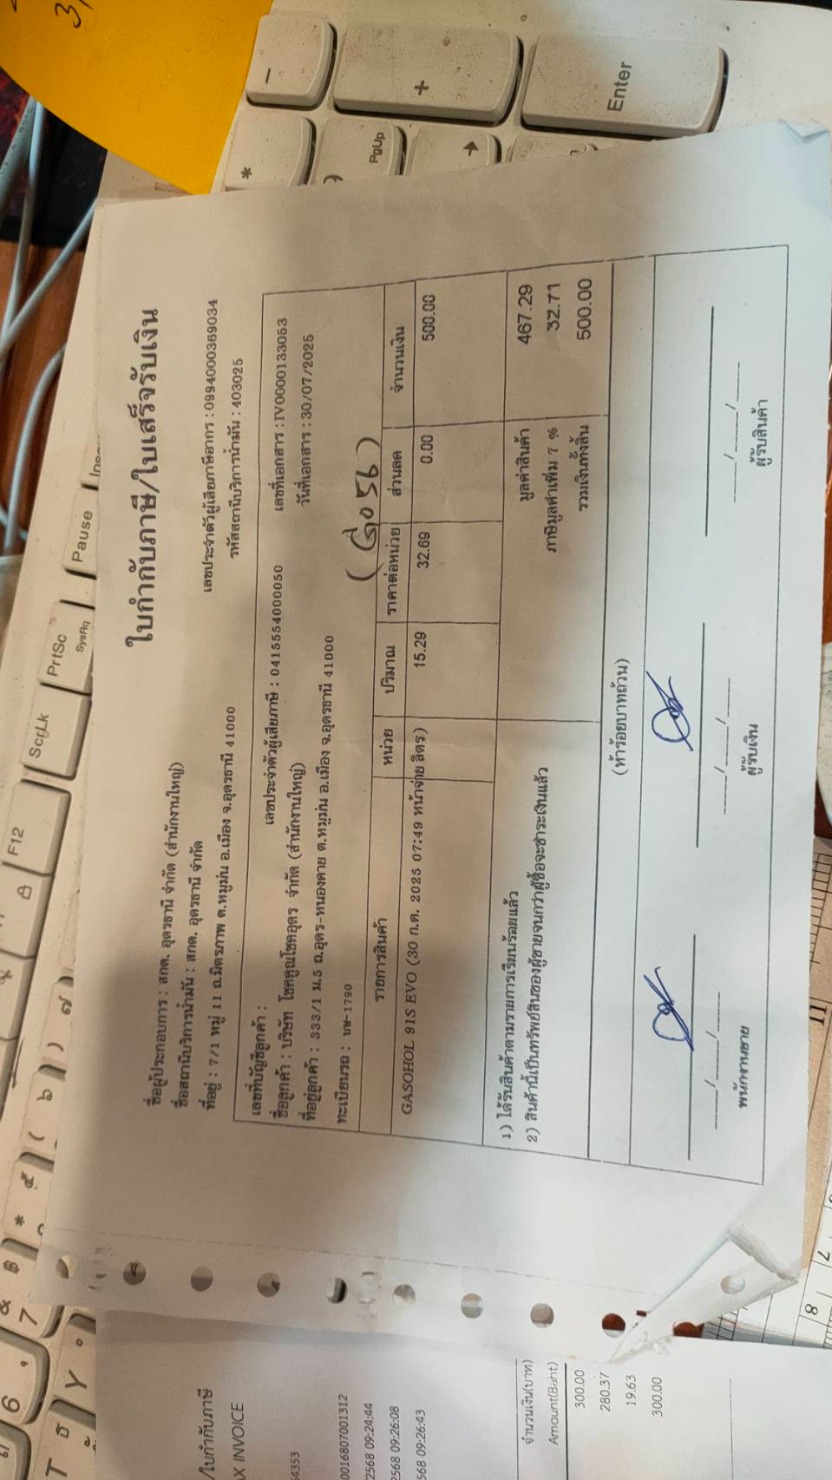 ใบกำกับภาษี/ใบเสร็จรับเงิน
ชื่อผู้ประกอบการ : สกต. อุดรธานี จำกัด (สำนักงานใหญ่)
เลขประจำตัวผู้เสียภาษีอากร : 0994000369034
ชื่อสถานีบริการน้ำมัน : สกต. อุดรธานี จำกัด
รหัสสถานีบริการน้ำมัน : 403025
ที่อยู่ : 7/1 หมู่ 11 ถ.มิตรภาพ ต.หมูม่น อ.เมือง จ.อุดรธานี 41000
เลขที่บัญชีลูกค้า :
เลขประจำตัวผู้เสียภาษี : 0415554000050
เลขที่เอกสาร : IV0000133053
ชื่อลูกค้า : บริษัท โชคคูณโชคอุดร จำกัด (สำนักงานใหญ่)
วันที่เอกสาร : 30/07/2025
ที่อยู่ลูกค้า : 333/1 ม.5 ถ.อุดร-หนองคาย ต.หมูม่น อ.เมือง จ.อุดรธานี 41000
ทะเบียนรถ : บษ-1790
รายการสินค้า หน่วย ปริมาณ ราคาต่อหน่วย ส่วนลด จำนวนเงิน
GASOHOL 91S EVO (30 ก.ค. 2025 07:49 หน้าจ่าย ลิตร) 15.29 32.69 0.00 500.00
1) ได้รับสินค้าตามรายการเรียบร้อยแล้ว
2) สินค้านี้เป็นทรัพย์สินของผู้ขายจนกว่าผู้ซื้อจะชำระเงินแล้ว
มูลค่าสินค้า 467.29
ภาษีมูลค่าเพิ่ม 7 % 32.71
รวมเงินทั้งสิ้น 500.00
(ห้าร้อยบาทถ้วน)
พนักงานขาย
ผู้รับเงิน
ผู้รับสินค้า
/ใบกำกับภาษี
X INVOICE
4353
0016807001312
2568 09:24:44
2568 09:26:08
568 09:26:43
จำนวนเงิน(บาท)
Amount(Baht)
300.00
280.37
19.63
300.00
Enter
+
-
*
PgUp
Pause
PrtSc
SysRq
ScrLk
F12